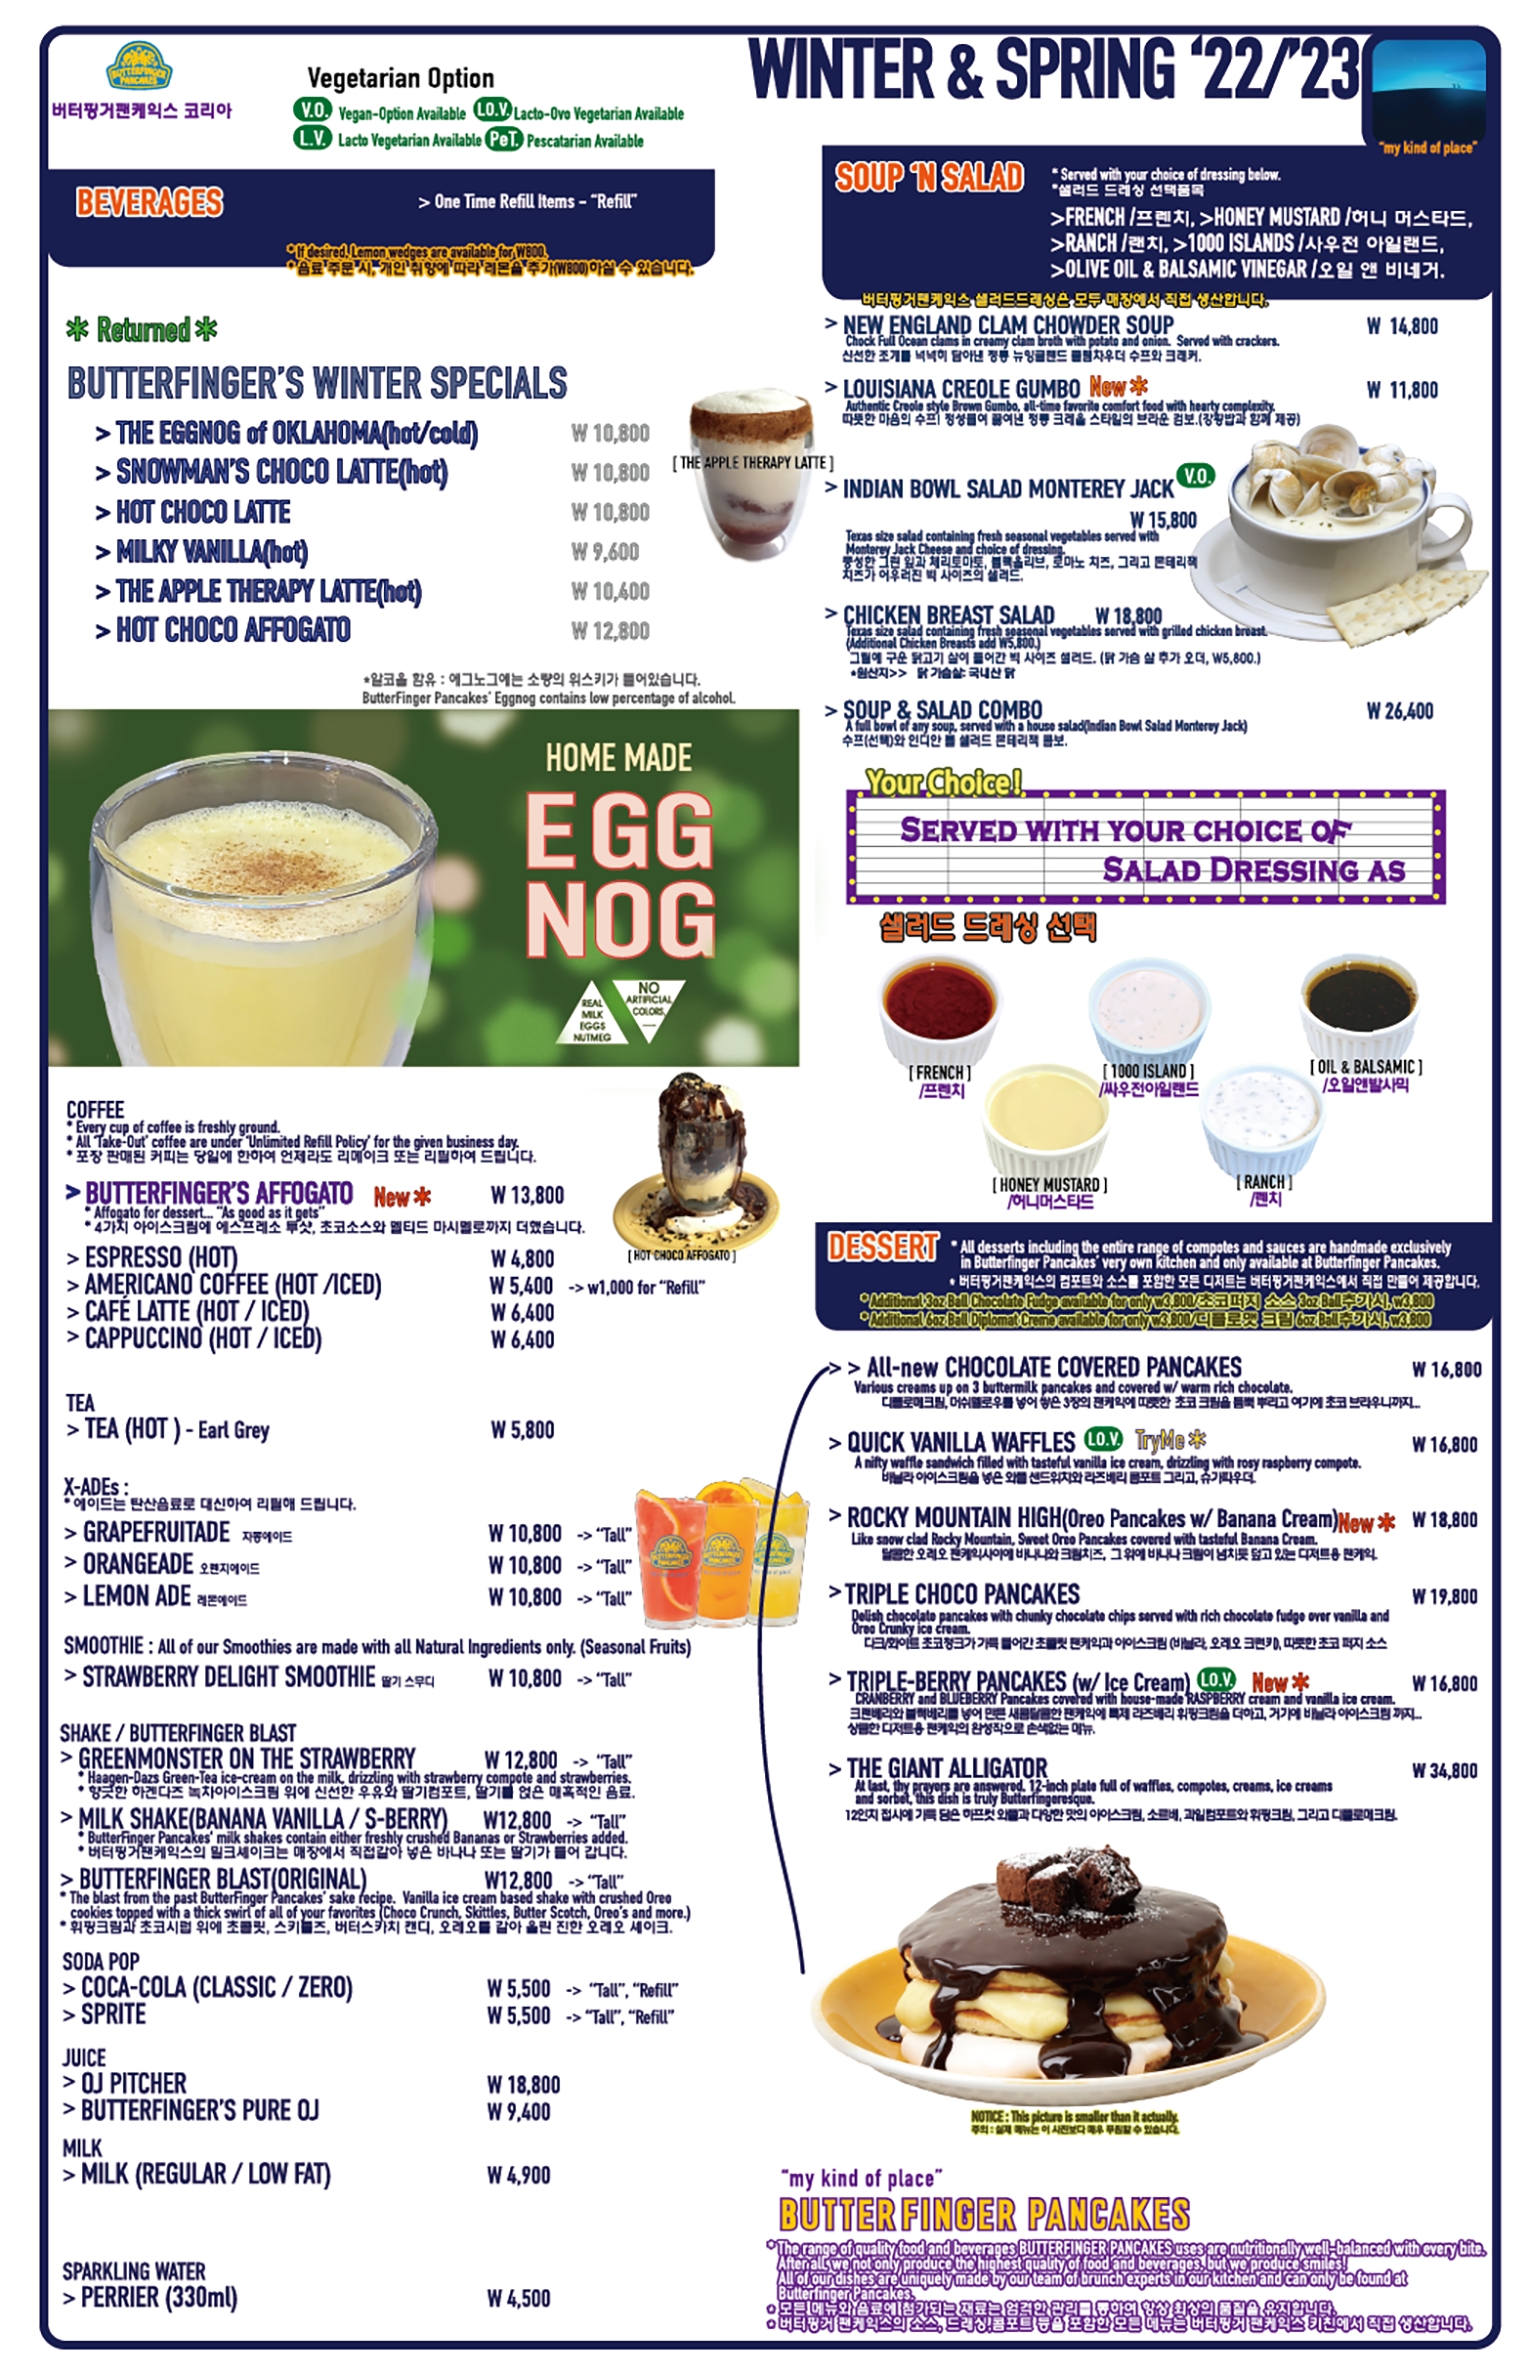 BUTTERFINGER PANCAKES
버터핑거팬케익스 코리아
Vegetarian Option
V.O. Vegan-Option Available LO.V. Lacto-Ovo Vegetarian Available
L.V. Lacto Vegetarian Available PeT. Pescatarian Available
WINTER & SPRING ‘22/’23
"my kind of place"
BEVERAGES
> One Time Refill Items - “Refill”
* If desired, Lemon wedges are available for W800.
* 음료 주문 시, 개인 취향에 따라 레몬을 추가(W800)하실 수 있습니다.
* Returned *
BUTTERFINGER’S WINTER SPECIALS
> THE EGGNOG of OKLAHOMA(hot/cold) W 10,800
> SNOWMAN’S CHOCO LATTE(hot) W 10,800
> HOT CHOCO LATTE W 10,800
> MILKY VANILLA(hot) W 9,600
> THE APPLE THERAPY LATTE(hot) W 10,400
> HOT CHOCO AFFOGATO W 12,800
[ THE APPLE THERAPY LATTE ]
*알코올 함유 : 에그노그에는 소량의 위스키가 들어있습니다.
ButterFinger Pancakes’ Eggnog contains low percentage of alcohol.
HOME MADE
EGG
NOG
REAL
MILK
EGGS
NUTMEG
NO
ARTIFICIAL
COLORS.
COFFEE
* Every cup of coffee is freshly ground.
* All ‘Take-Out’ coffee are under ‘Unlimited Refill Policy’ for the given business day.
* 포장 판매된 커피는 당일에 한하여 언제라도 리메이크 또는 리필하여 드립니다.
> BUTTERFINGER’S AFFOGATO New * W 13,800
* Affogato for dessert... “As good as it gets”
* 4가지 아이스크림에 에스프레소 투샷, 초코소스와 멜티드 마시멜로까지 더했습니다.
[ HOT CHOCO AFFOGATO ]
> ESPRESSO (HOT) W 4,800
> AMERICANO COFFEE (HOT /ICED) W 5,400 -> w1,000 for “Refill”
> CAFÉ LATTE (HOT / ICED) W 6,400
> CAPPUCCINO (HOT / ICED) W 6,400
TEA
> TEA (HOT ) - Earl Grey W 5,800
X-ADEs :
* 에이드는 탄산음료로 대신하여 리필해 드립니다.
> GRAPEFRUITADE 자몽에이드 W 10,800 -> “Tall”
> ORANGEADE 오렌지에이드 W 10,800 -> “Tall”
> LEMON ADE 레몬에이드 W 10,800 -> “Tall”
SMOOTHIE : All of our Smoothies are made with all Natural Ingredients only. (Seasonal Fruits)
> STRAWBERRY DELIGHT SMOOTHIE 딸기 스무디 W 10,800 -> “Tall”
SHAKE / BUTTERFINGER BLAST
> GREENMONSTER ON THE STRAWBERRY W 12,800 -> “Tall”
* Haagen-Dazs Green-Tea ice-cream on the milk, drizzling with strawberry compote and strawberries.
* 향긋한 하겐다즈 녹차아이스크림 위에 신선한 우유와 딸기컴포트, 딸기를 얹은 매혹적인 음료.
> MILK SHAKE(BANANA VANILLA / S-BERRY) W12,800 -> “Tall”
* ButterFinger Pancakes’ milk shakes contain either freshly crushed Bananas or Strawberries added.
* 버터핑거팬케익스의 밀크셰이크는 매장에서 직접갈아 넣은 바나나 또는 딸기가 들어 갑니다.
> BUTTERFINGER BLAST(ORIGINAL) W12,800 -> “Tall”
* The blast from the past ButterFinger Pancakes’ sake recipe. Vanilla ice cream based shake with crushed Oreo
cookies topped with a thick swirl of all of your favorites (Choco Crunch, Skittles, Butter Scotch, Oreo’s and more.)
* 휘핑크림과 초코시럽 위에 초콜릿, 스키틀즈, 버터스카치 캔디, 오레오를 갈아 올린 진한 오레오 셰이크.
SODA POP
> COCA-COLA (CLASSIC / ZERO) W 5,500 -> “Tall”, “Refill”
> SPRITE W 5,500 -> “Tall”, “Refill”
JUICE
> OJ PITCHER W 18,800
> BUTTERFINGER’S PURE OJ W 9,400
MILK
> MILK (REGULAR / LOW FAT) W 4,900
SPARKLING WATER
> PERRIER (330ml) W 4,500
SOUP ‘N SALAD
* Served with your choice of dressing below.
*샐러드 드레싱 선택품목
>FRENCH /프렌치, >HONEY MUSTARD /허니 머스타드,
>RANCH /랜치, >1000 ISLANDS /사우전 아일랜드,
>OLIVE OIL & BALSAMIC VINEGAR /오일 앤 비네거.
버터핑거팬케익스 샐러드드레싱은 모두 매장에서 직접 생산합니다.
> NEW ENGLAND CLAM CHOWDER SOUP W 14,800
Chock Full Ocean clams in creamy clam broth with potato and onion. Served with crackers.
신선한 조개를 넉넉히 담아낸 정통 뉴잉글랜드 클램차우더 수프와 크래커.
> LOUISIANA CREOLE GUMBO New * W 11,800
Authentic Creole style Brown Gumbo, all-time favorite comfort food with hearty complexity.
따뜻한 마음의 수프! 정성들여 끓여낸 정통 크레올 스타일의 브라운 검보.(강황밥과 함께 제공)
> INDIAN BOWL SALAD MONTEREY JACK V.O.
W 15,800
Texas size salad containing fresh seasonal vegetables served with
Monterey Jack Cheese and choice of dressing.
풍성한 그린 잎과 체리토마토, 블랙올리브, 로마노 치즈, 그리고 몬테리잭
치즈가 어우러진 빅 사이즈의 샐러드.
> CHICKEN BREAST SALAD W 18,800
Texas size salad containing fresh seasonal vegetables served with grilled chicken breast.
(Additional Chicken Breasts add W5,800.)
그릴에 구운 닭고기 살이 들어간 빅 사이즈 샐러드. (닭 가슴 살 추가 오더, W5,800.)
*원산지>> 닭 가슴살: 국내산 닭
> SOUP & SALAD COMBO W 26,400
A full bowl of any soup, served with a house salad(Indian Bowl Salad Monterey Jack)
수프(선택)와 인디안 볼 샐러드 몬테리잭 콤보.
Your Choice!
SERVED WITH YOUR CHOICE OF
SALAD DRESSING AS
샐러드 드레싱 선택
[ FRENCH ]
/프렌치
[ 1000 ISLAND ]
/싸우전아일랜드
[ OIL & BALSAMIC ]
/오일앤발사믹
[ HONEY MUSTARD ]
/허니머스타드
[ RANCH ]
/랜치
DESSERT
* All desserts including the entire range of compotes and sauces are handmade exclusively
in Butterfinger Pancakes’ very own kitchen and only available at Butterfinger Pancakes.
* 버터핑거팬케익스의 컴포트와 소스를 포함한 모든 디저트는 버터핑거팬케익스에서 직접 만들어 제공합니다.
* Additional 3oz Ball Chocolate Fudge available for only w3,800/초코퍼지 소스 3oz Ball추가시, w3,800
* Additional 6oz Ball Diplomat Creme available for only w3,800/디플로멧 크림 6oz Ball추가시, w3,800
> > All-new CHOCOLATE COVERED PANCAKES W 16,800
Various creams up on 3 buttermilk pancakes and covered w/ warm rich chocolate.
디플로메크림, 머쉬멜로우를 넣어 쌓은 3장의 팬케익에 따뜻한 초코 크림을 듬뿍 뿌리고 여기에 초코 브라우니까지...
> QUICK VANILLA WAFFLES LO.V. TryMe * W 16,800
A nifty waffle sandwich filled with tasteful vanilla ice cream, drizzling with rosy raspberry compote.
바닐라 아이스크림을 넣은 와플 샌드위치와 라즈베리 콤포트 그리고, 슈가파우더.
> ROCKY MOUNTAIN HIGH(Oreo Pancakes w/ Banana Cream) New * W 18,800
Like snow clad Rocky Mountain, Sweet Oreo Pancakes covered with tasteful Banana Cream.
달콤한 오레오 팬케익사이에 바나나와 크림치즈, 그 위에 바나나 크림이 넘치듯 덮고 있는 디저트용 팬케익.
> TRIPLE CHOCO PANCAKES W 19,800
Delish chocolate pancakes with chunky chocolate chips served with rich chocolate fudge over vanilla and
Oreo Crunky ice cream.
다크/화이트 초코청크가 가득 들어간 초콜릿 팬케익과 아이스크림 (바닐라, 오레오 크런키), 따뜻한 초코 퍼지 소스
> TRIPLE-BERRY PANCAKES (w/ Ice Cream) LO.V. New * W 16,800
CRANBERRY and BLUEBERRY Pancakes covered with house-made RASPBERRY cream and vanilla ice cream.
크랜베리와 블랙베리를 넣어 만든 새콤달콤한 팬케익에 특제 라즈베리 휘핑크림을 더하고, 거기에 바닐라 아이스크림 까지...
상큼한 디저트용 팬케익의 완성작으로 손색없는 메뉴.
> THE GIANT ALLIGATOR W 34,800
At last, thy prayers are answered. 12-inch plate full of waffles, compotes, creams, ice creams
and sorbet, this dish is truly Butterfingeresque.
12인치 접시에 가득 담은 하프컷 와플과 다양한 맛의 아이스크림, 소르베, 과일컴포트와 휘핑크림, 그리고 디플로메크림.
NOTICE : This picture is smaller than it actually.
주의 : 실제 메뉴는 이 사진보다 매우 푸짐할 수 있습니다.
"my kind of place"
BUTTERFINGER PANCAKES
* The range of quality food and beverages BUTTERFINGER PANCAKES uses are nutritionally well-balanced with every bite.
After all, we not only produce the highest quality of food and beverages, but we produce smiles!
All of our dishes are uniquely made by our team of brunch experts in our kitchen and can only be found at
Butterfinger Pancakes.
* 모든 메뉴와 음료에 첨가되는 재료는 엄격한 관리를 통하여 항상 최상의 품질을 유지합니다.
* 버터핑거 팬케익스의 소스, 드레싱,콤포트 등을 포함한 모든 메뉴는 버터핑거 팬케익스 키친에서 직접 생산합니다.